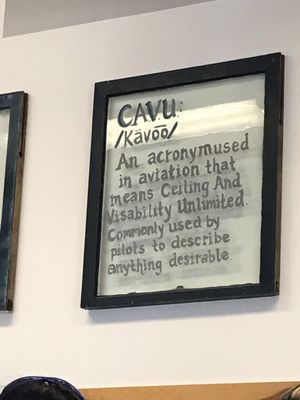 CAVU:
/Kävōō/
An acronym used
in aviation that
means Ceiling And
Visability Unlimited.
Commonly used by
pilots to describe
anything desirable.